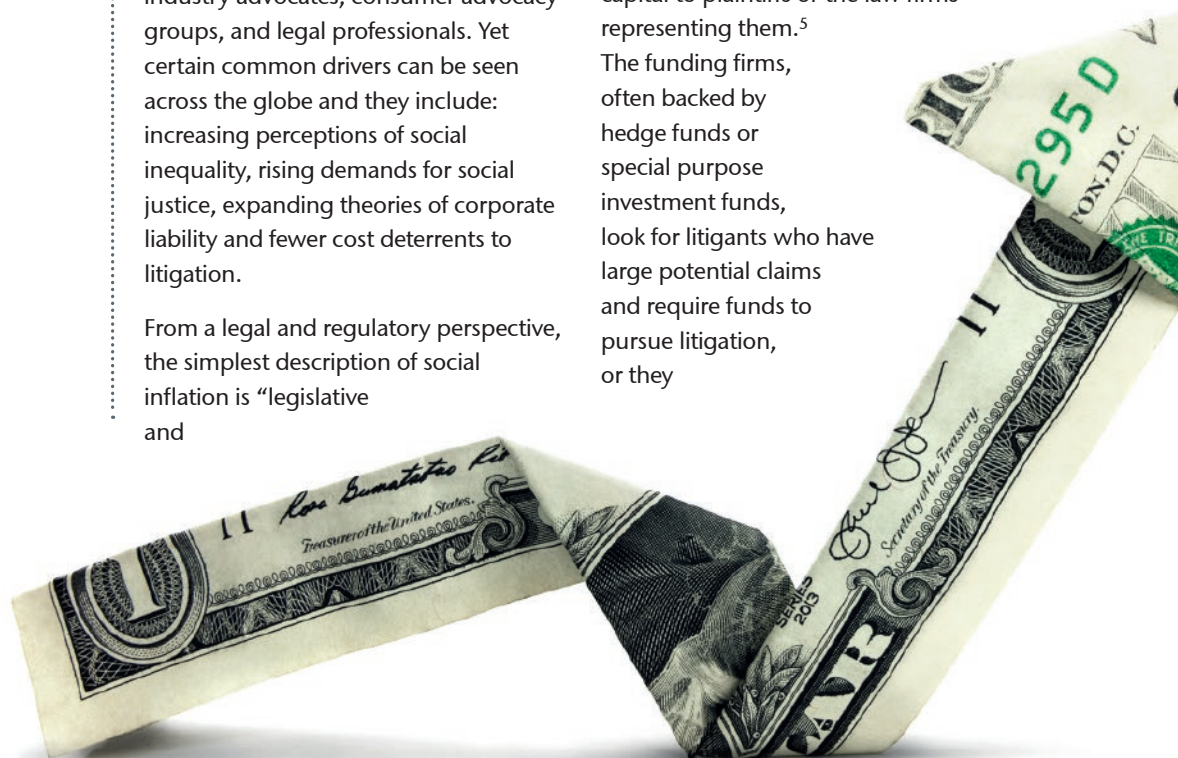 industry advocates, consumer advocacy
groups, and legal professionals. Yet
certain common drivers can be seen
across the globe and they include:
increasing perceptions of social
inequality, rising demands for social
justice, expanding theories of corporate
liability and fewer cost deterrents to
litigation.
From a legal and regulatory perspective,
the simplest description of social
inflation is “legislative
and
capital to plaintiffs or the law firms
representing them.⁵
The funding firms,
often backed by
hedge funds or
special purpose
investment funds,
look for litigants who have
large potential claims
and require funds to
pursue litigation,
or they
295 D
TON, D.C.
THE TRE
11
Secretary of the Treasury.
SERIES
2013
11
Treasurer of the United States.
1